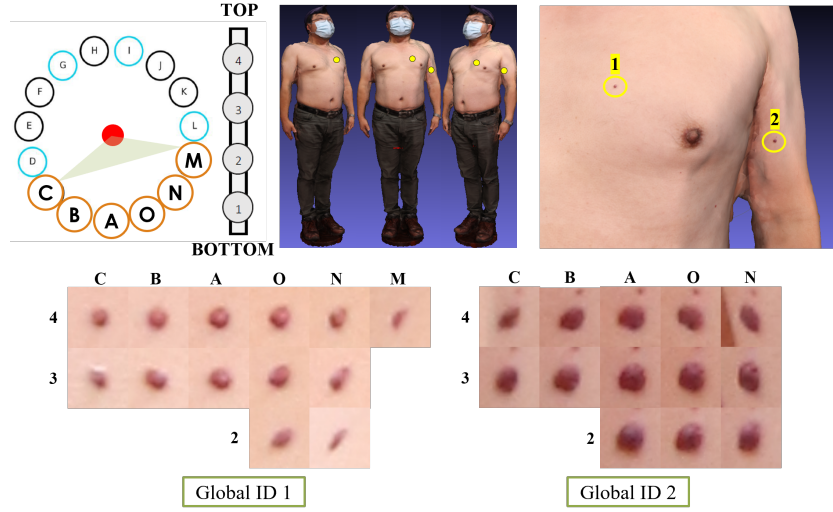 TOP
H
I
G
J
F
K
E
L
D
M
C
N
B
A
O
4
3
2
1
BOTTOM
1
2
C B A O N M
4
3
2
Global ID 1
C B A O N
4
3
2
Global ID 2